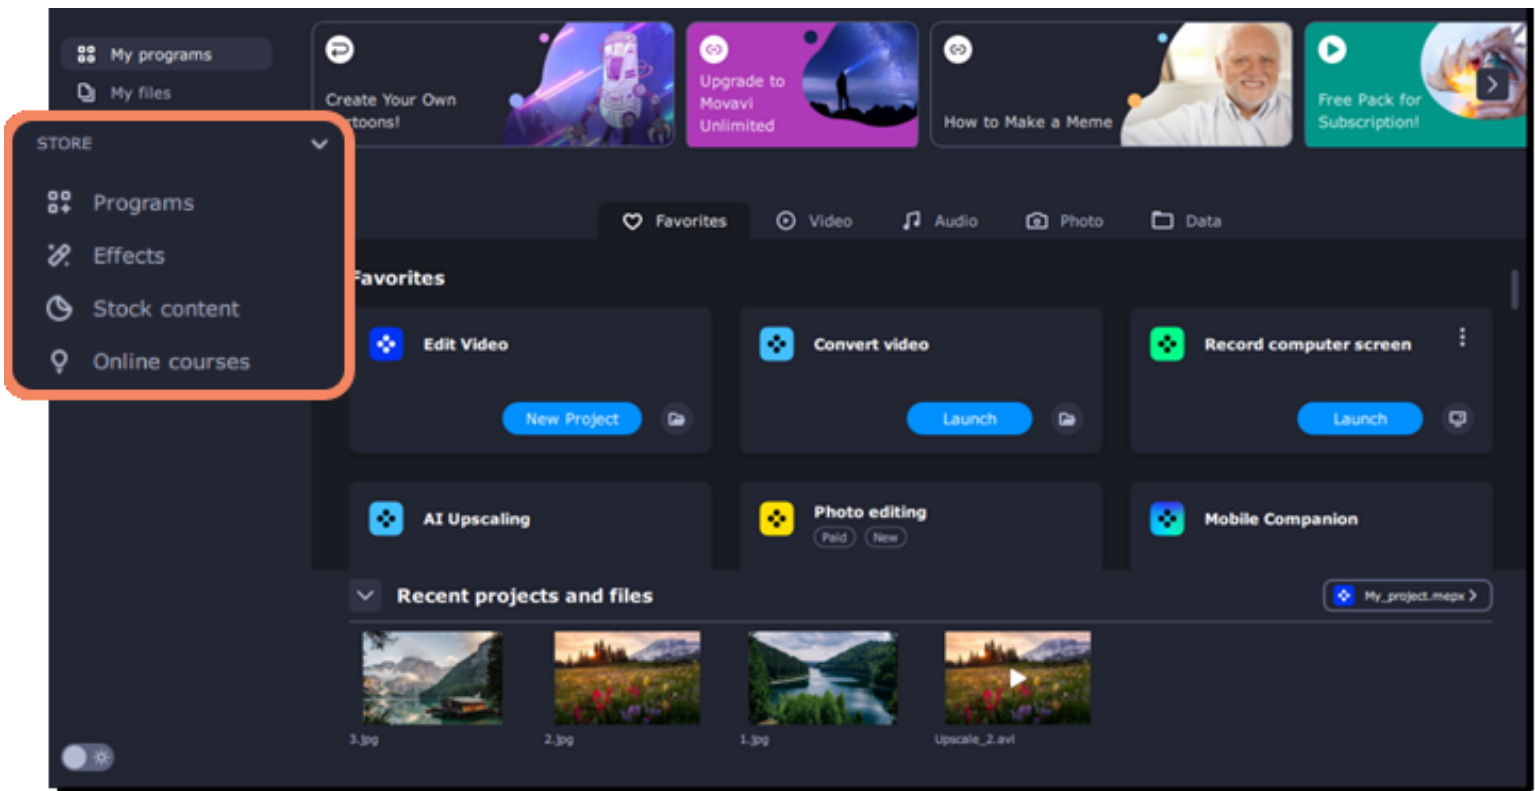 My programs
My files
STORE
Programs
Effects
Stock content
Online courses
Create Your Own
toons!
Upgrade to
Movavi
Unlimited
How to Make a Meme
Free Pack for
Subscription!
Favorites
Video
Audio
Photo
Data
Favorites
Edit Video
New Project
Convert video
Launch
Record computer screen
Launch
AI Upscaling
Photo editing
Paid
New
Mobile Companion
Recent projects and files
My_project.mepx
3.jpg
2.jpg
1.jpg
Upscale_2.avi